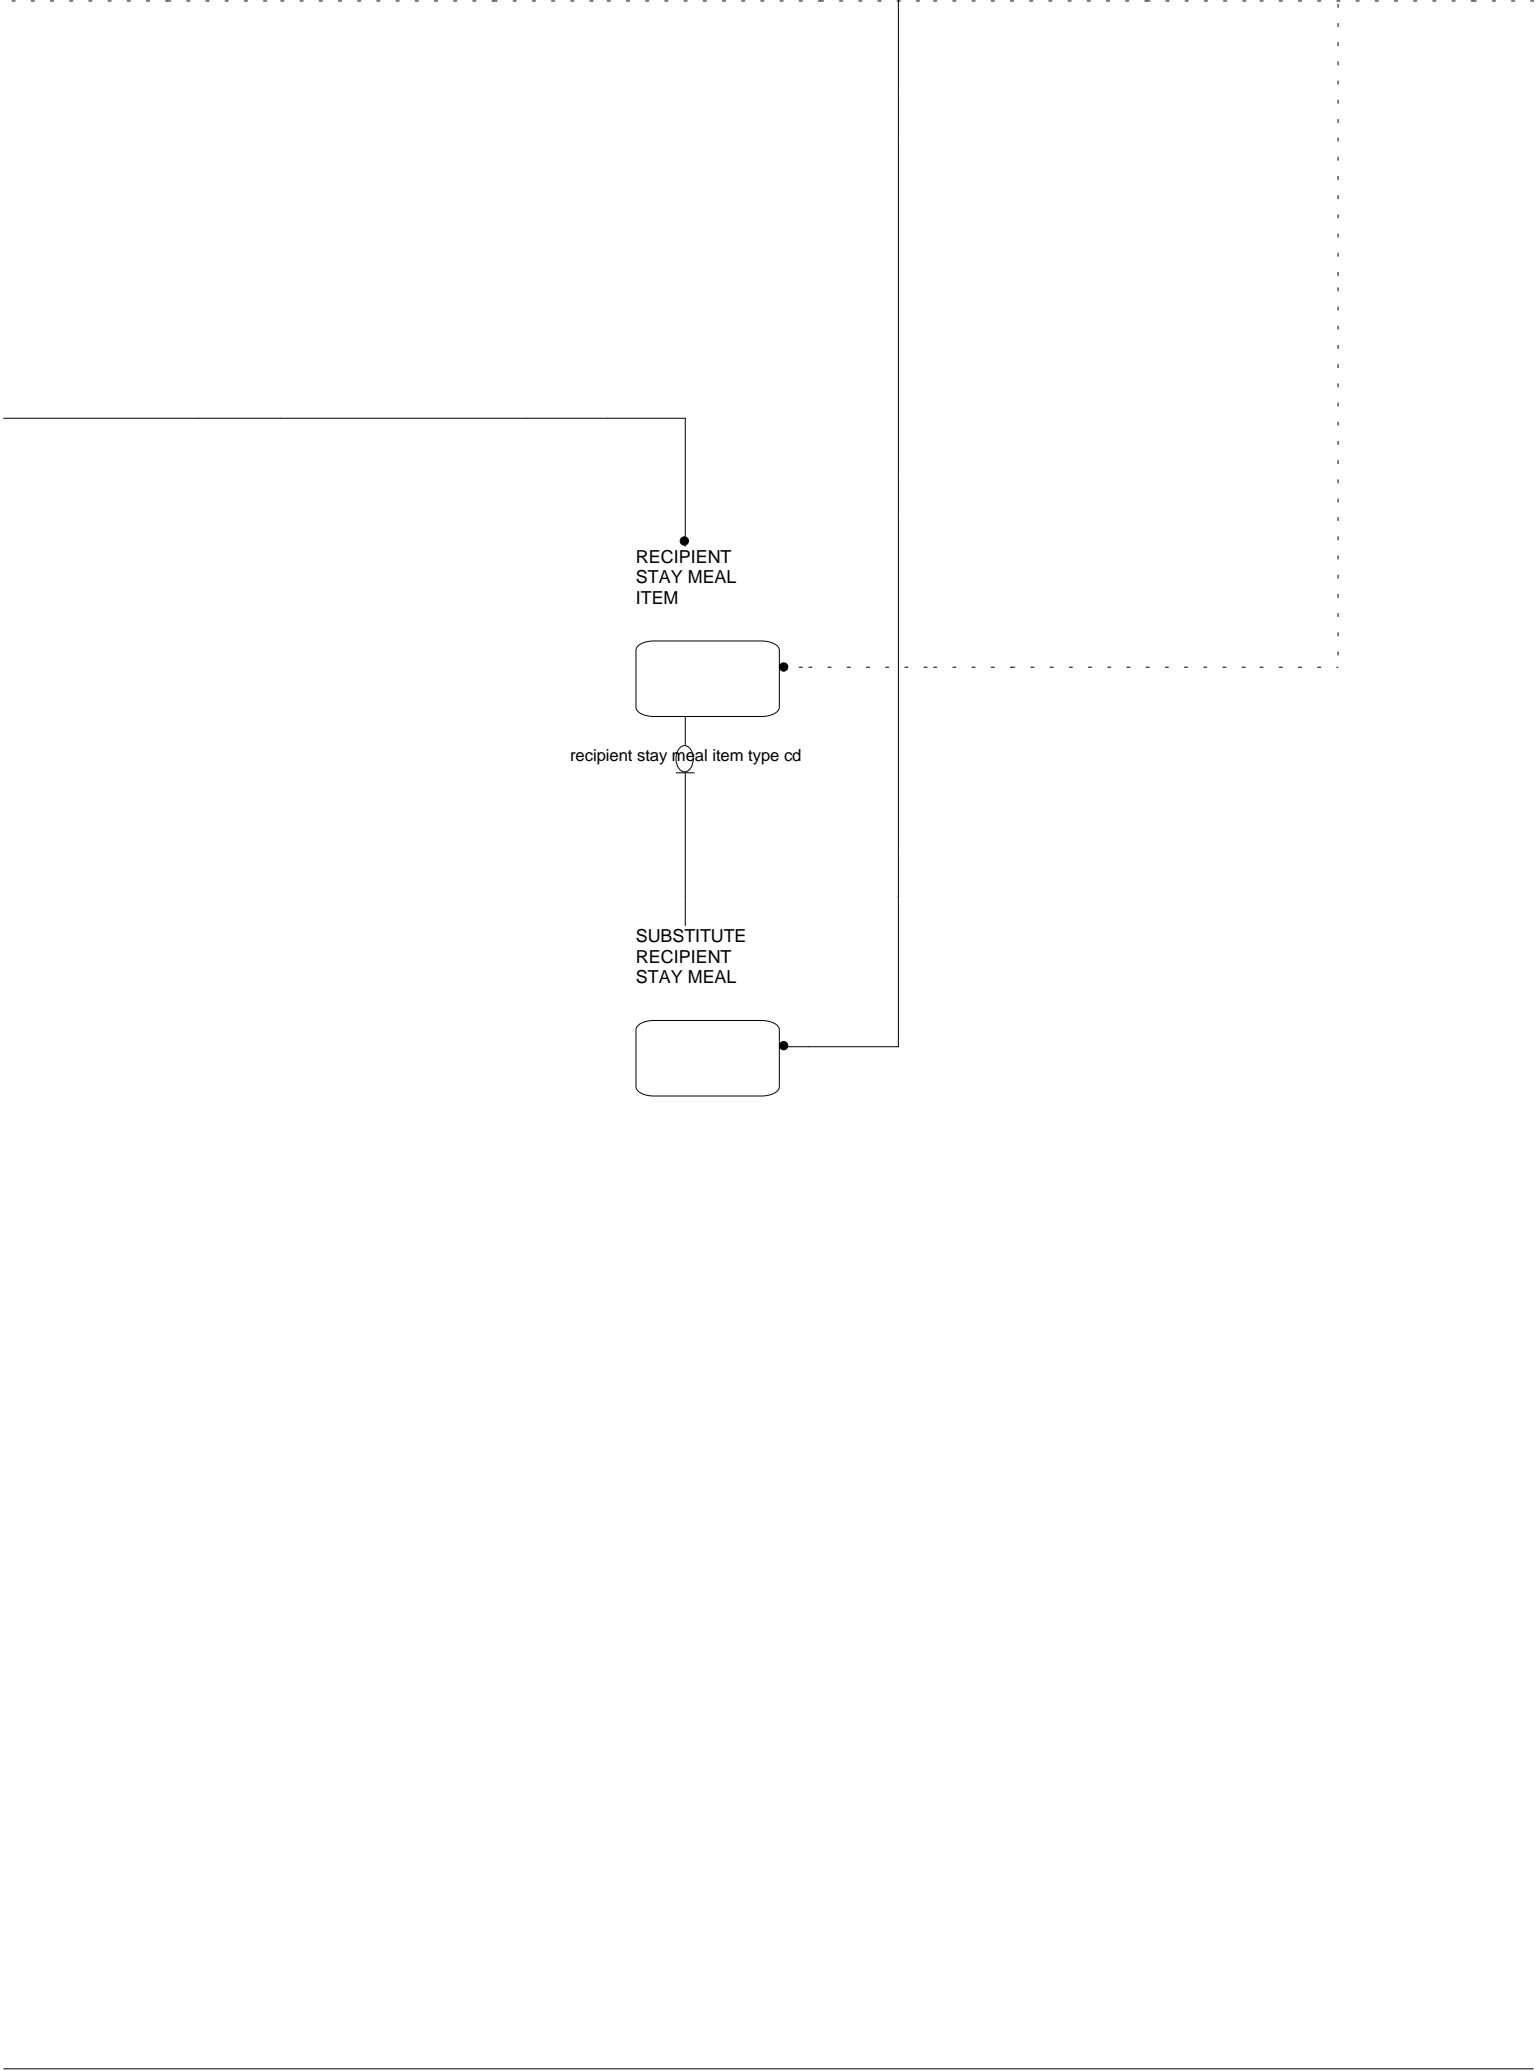 RECIPIENT
STAY MEAL
ITEM
recipient stay meal item type cd
SUBSTITUTE
RECIPIENT
STAY MEAL